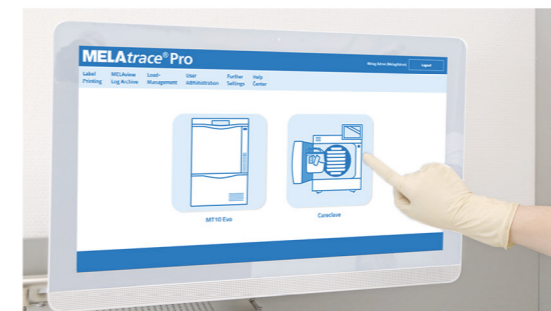 MELAtrace® Pro
Logout
Label Printing
MELAview Log Archive
Load-Management
User Administration
Further Settings
Help Center
MT10 Evo
Careclave